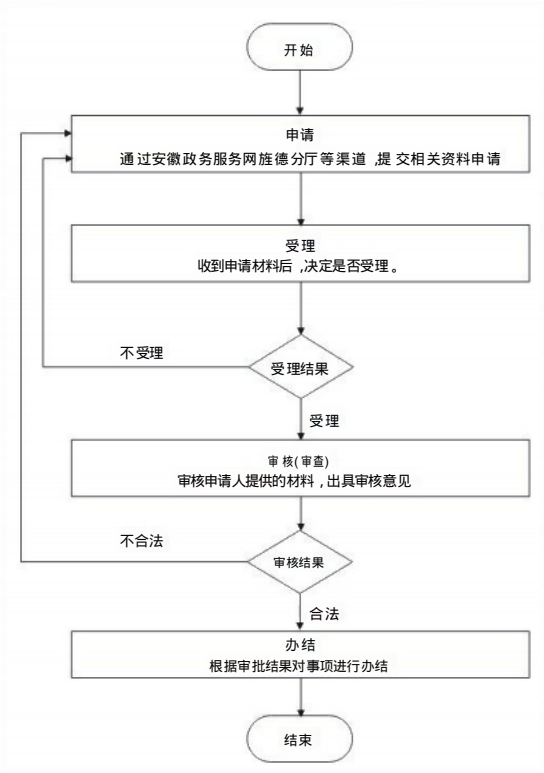 开始
申请
通过安徽政务服务网旌德分厅等渠道,提交相关资料申请
受理
收到申请材料后,决定是否受理。
不受理
受理结果
受理
审核(审查)
审核申请人提供的材料,出具审核意见
不合法
审核结果
合法
办结
根据审批结果对事项进行办结
结束